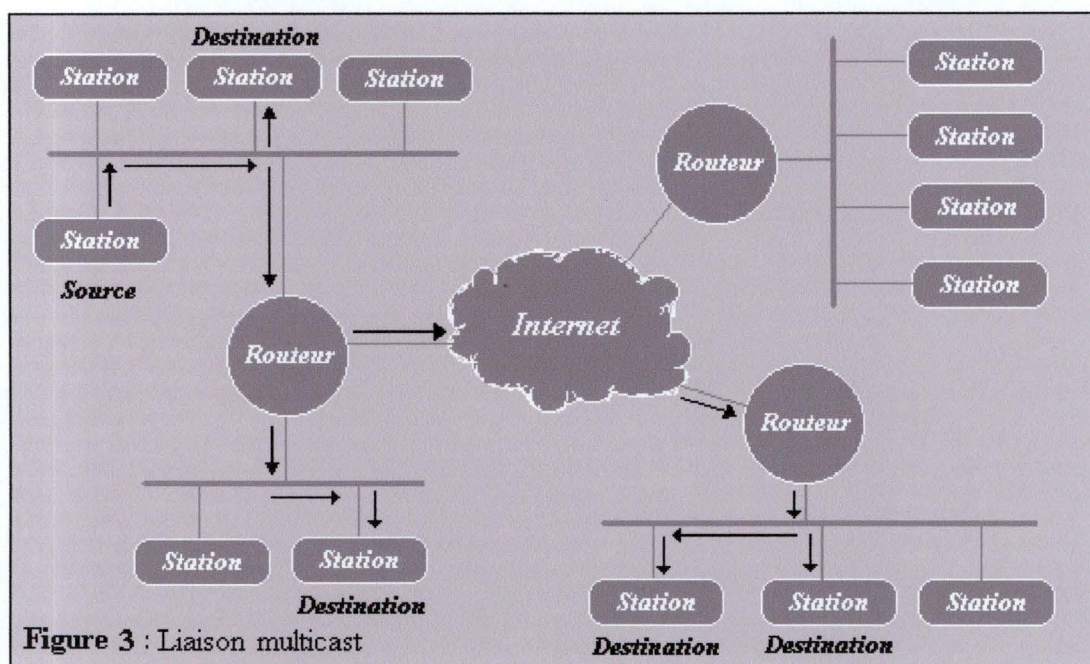 Destination
Station
Station
Station
Station
Source
Routeur
Station
Station
Destination
Internet
Routeur
Station
Station
Station
Station
Routeur
Station
Station
Station
Destination
Destination
Figure 3 : Liaison multicast